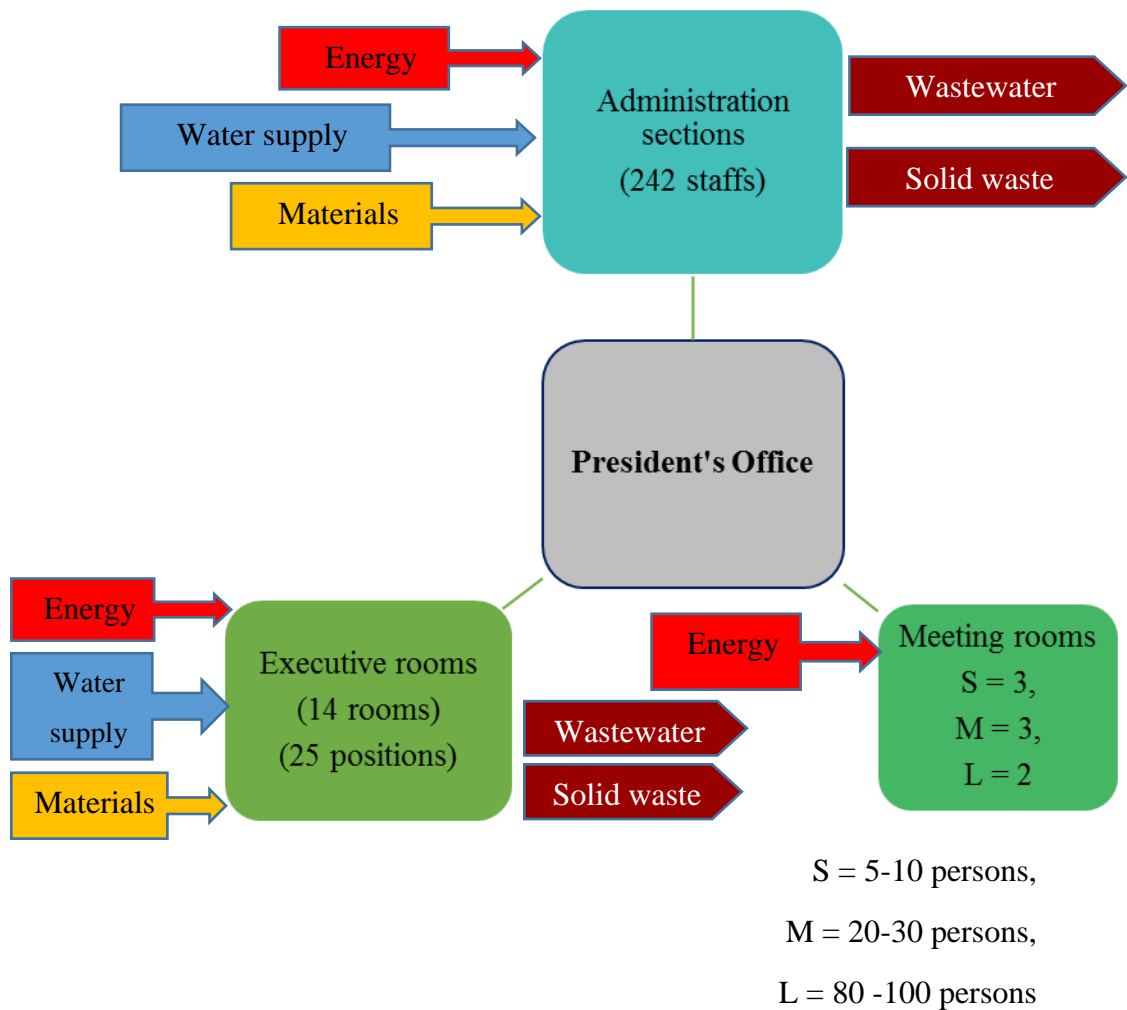 Energy
Water supply
Materials
Administration
sections
(242 staffs)
Wastewater
Solid waste
President's Office
Energy
Water
supply
Materials
Executive rooms
(14 rooms)
(25 positions)
Wastewater
Solid waste
Energy
Meeting rooms
S = 3,
M = 3,
L = 2
S = 5-10 persons,
M = 20-30 persons,
L = 80 -100 persons